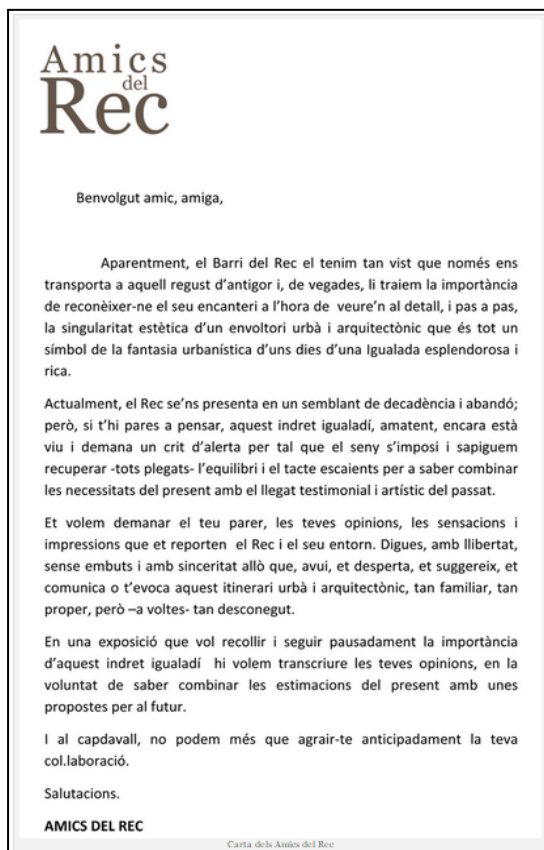 Amics
del
Rec
Benvolgut amic, amiga,
Aparentment, el Barri del Rec el tenim tan vist que només ens
transporta a aquell regust d’antigor i, de vegades, li traiem la importància
de reconèixer-ne el seu encanteri a l’hora de veure’n al detall, i pas a pas,
la singularitat estètica d’un envoltori urbà i arquitectònic que és tot un
símbol de la fantasia urbanística d’uns dies d’una Igualada esplendorosa i
rica.
Actualment, el Rec se’ns presenta en un semblant de decadència i abandó;
però, si t’hi pares a pensar, aquest indret igualadí, amatent, encara està
viu i demana un crit d’alerta per tal que el seny s’imposi i sapiguem
recuperar -tots plegats- l’equilibri i el tacte escaients per a saber combinar
les necessitats del present amb el llegat testimonial i artístic del passat.
Et volem demanar el teu parer, les teves opinions, les sensacions i
impressions que et reporten el Rec i el seu entorn. Digues, amb llibertat,
sense embuts i amb sinceritat allò que, avui, et desperta, et suggereix, et
comunica o t’evoca aquest itinerari urbà i arquitectònic, tan familiar, tan
proper, però –a voltes- tan desconegut.
En una exposició que vol recollir i seguir pausadament la importància
d’aquest indret igualadí hi volem transcriure les teves opinions, en la
voluntat de saber combinar les estimacions del present amb unes
propostes per al futur.
I al capdavall, no podem més que agrair-te anticipadament la teva
col.laboració.
Salutacions.
AMICS DEL REC
Carta dels Amics del Rec